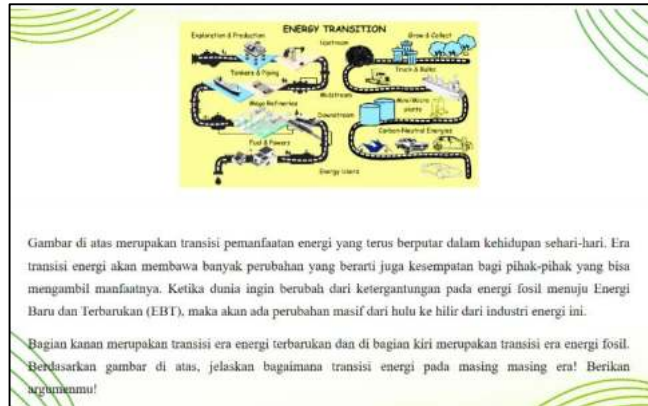 ENERGY TRANSITION
Exploration & Production
Upstream
Grow & Collect
Tankers & Piping
Truck & Bulks
Midstream
Mega Refineries
Mini/Micro
plants
Downstream
Carbon-Neutral Energies
Fuel & Powers
Energy Users
Gambar di atas merupakan transisi pemanfaatan energi yang terus berputar dalam kehidupan sehari-hari. Era
transisi energi akan membawa banyak perubahan yang berarti juga kesempatan bagi pihak-pihak yang bisa
mengambil manfaatnya. Ketika dunia ingin berubah dari ketergantungan pada energi fosil menuju Energi
Baru dan Terbarukan (EBT), maka akan ada perubahan masif dari hulu ke hilir dari industri energi ini.
Bagian kanan merupakan transisi era energi terbarukan dan di bagian kiri merupakan transisi era energi fosil.
Berdasarkan gambar di atas, jelaskan bagaimana transisi energi pada masing masing era! Berikan
argumenmu!